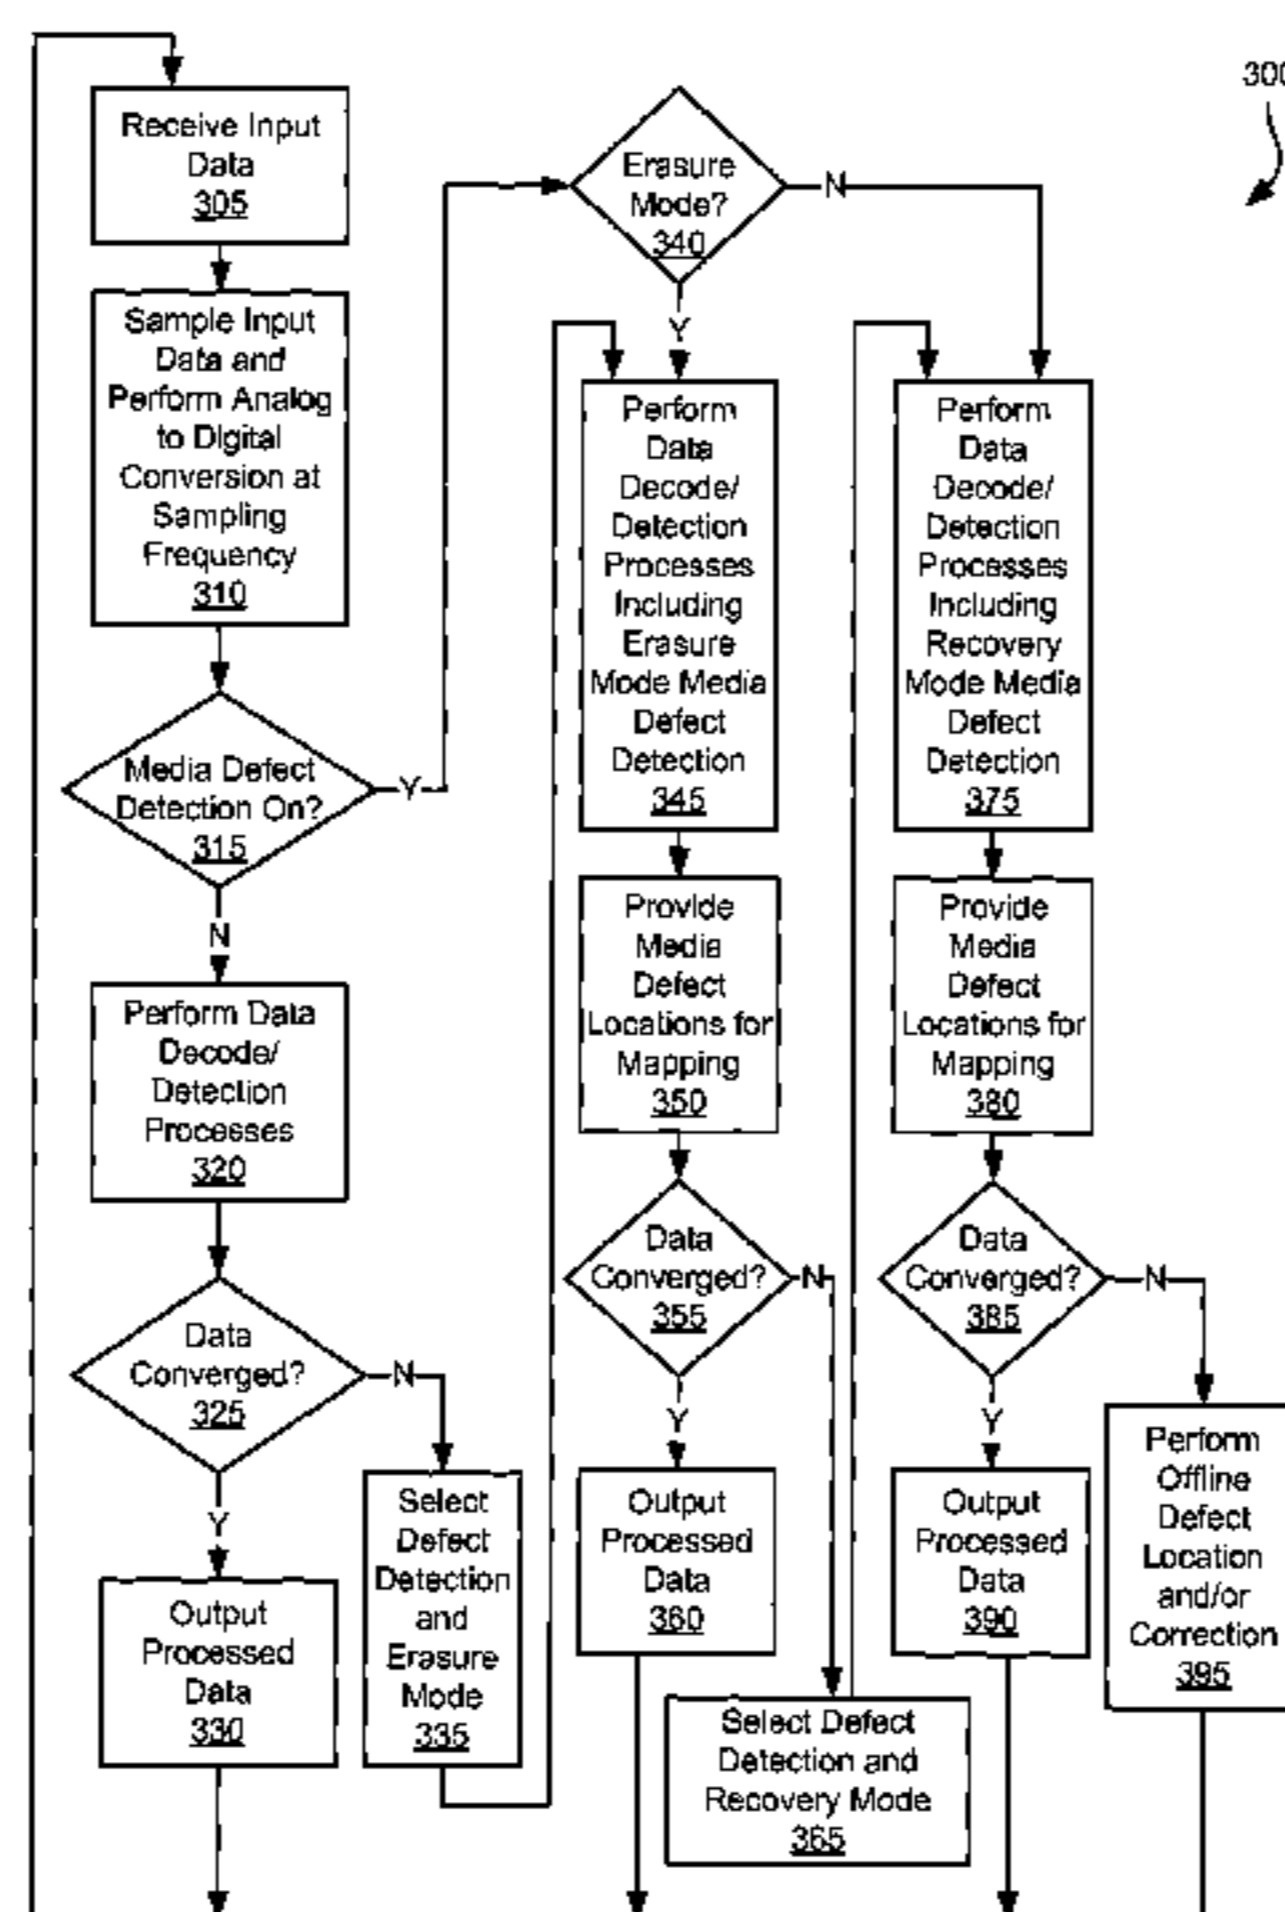 300
Receive Input
Data
305
Sample Input
Data and
Perform Analog
to Digital
Conversion at
Sampling
Frequency
310
Media Defect
Detection On?
315
Y
N
Perform Data
Decode/
Detection
Processes
320
Data
Converged?
325
N
Y
Output
Processed
Data
330
Select
Defect
Detection
and
Erasure
Mode
335
Erasure
Mode?
340
N
Y
Perform
Data
Decode/
Detection
Processes
Including
Erasure
Mode Media
Defect
Detection
345
Provide
Media
Defect
Locations for
Mapping
350
Data
Converged?
355
N
Y
Output
Processed
Data
360
Select Defect
Detection and
Recovery Mode
365
Perform
Data
Decode/
Detection
Processes
Including
Recovery
Mode Media
Defect
Detection
375
Provide
Media
Defect
Locations for
Mapping
380
Data
Converged?
385
N
Y
Output
Processed
Data
390
Perform
Offline
Defect
Location
and/or
Correction
395